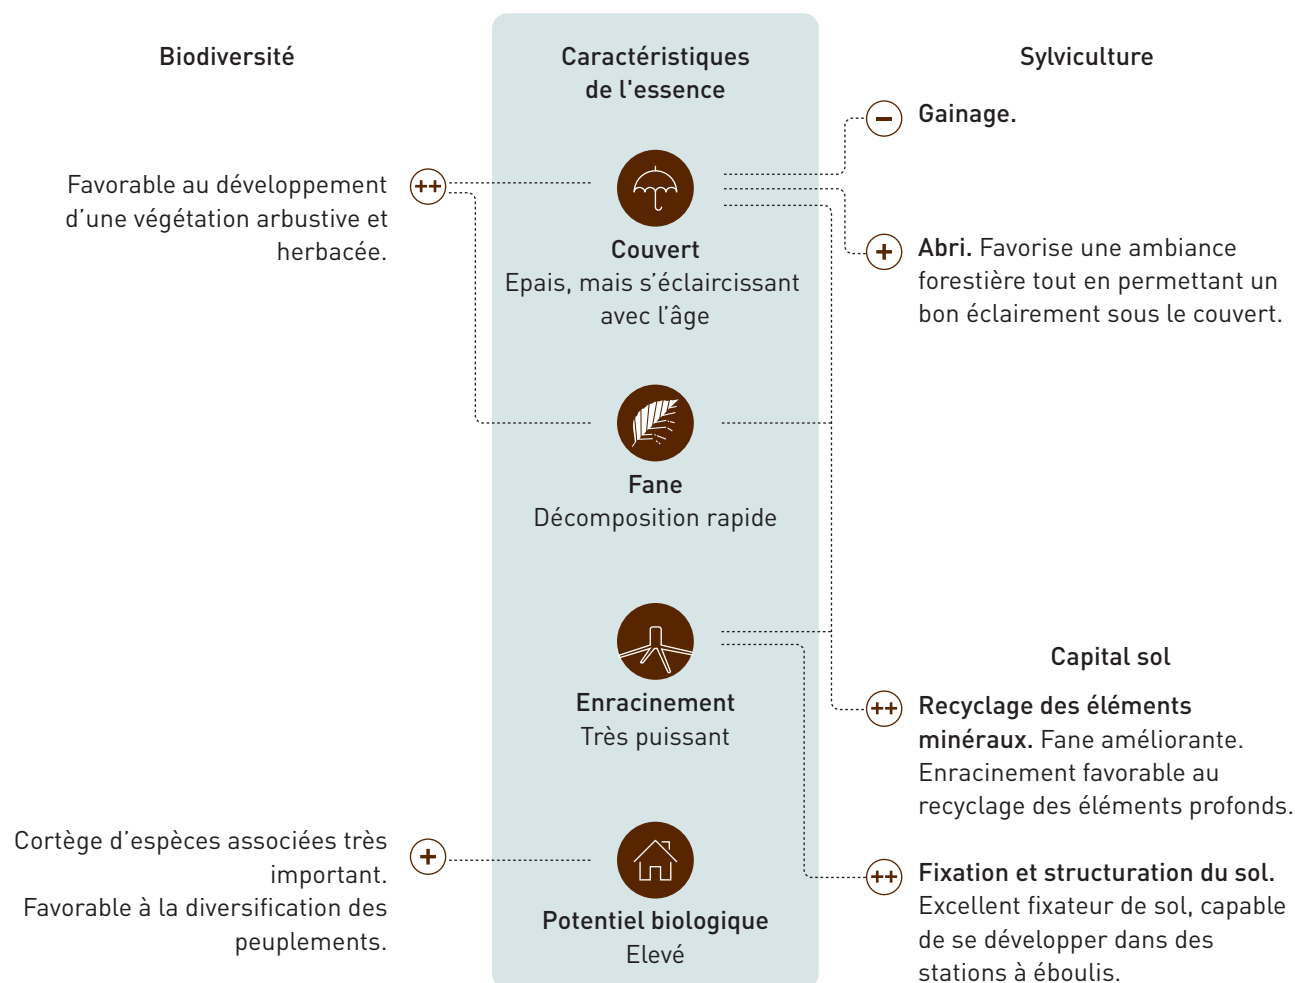 Biodiversité
Favorable au développement
d’une végétation arbustive et
herbacée.
++
Cortège d’espèces associées très
important.
Favorable à la diversification des
peuplements.
+
Caractéristiques
de l'essence
Couvert
Epais, mais s’éclaircissant
avec l’âge
Fane
Décomposition rapide
Enracinement
Très puissant
Potentiel biologique
Elevé
Sylviculture
− Gainage.
+ Abri. Favorise une ambiance
forestière tout en permettant un
bon éclairement sous le couvert.
Capital sol
++ Recyclage des éléments
minéraux. Fane améliorante.
Enracinement favorable au
recyclage des éléments profonds.
++ Fixation et structuration du sol.
Excellent fixateur de sol, capable
de se développer dans des
stations à éboulis.